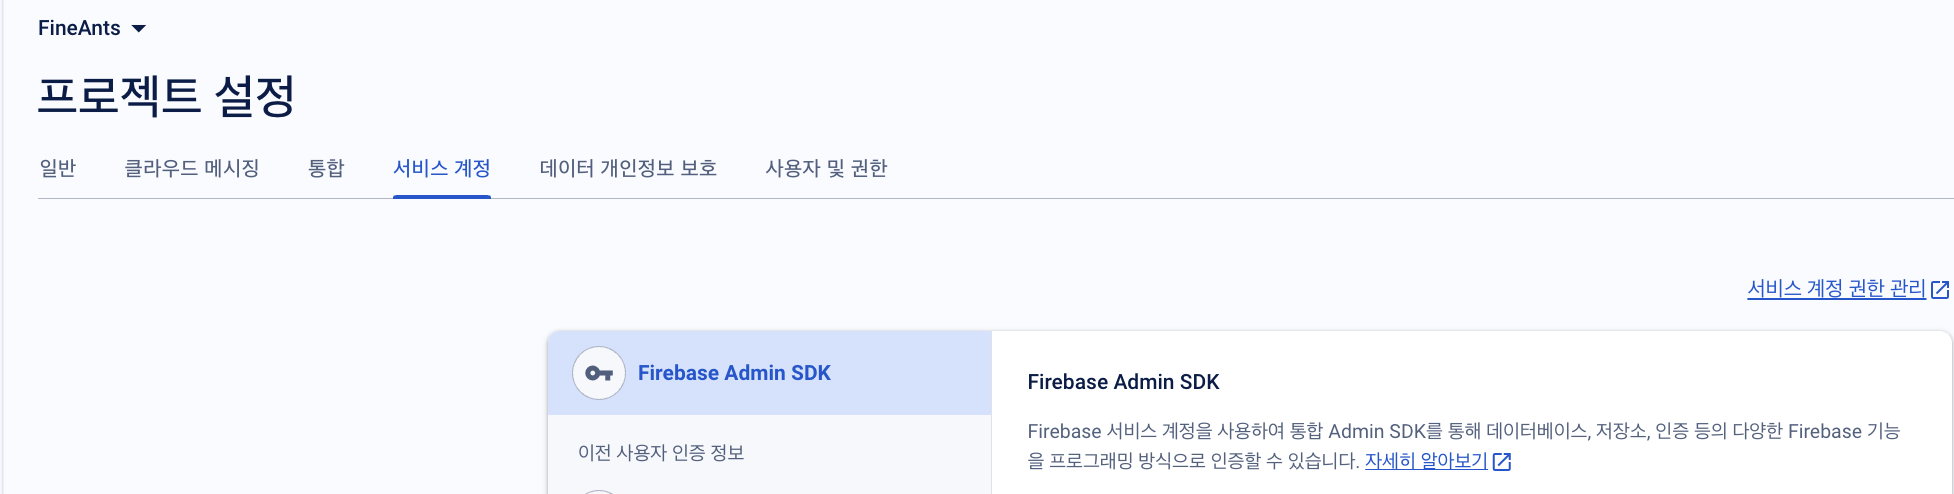 FineAnts
프로젝트 설정
일반 클라우드 메시징 통합 서비스 계정 데이터 개인정보 보호 사용자 및 권한
서비스 계정 권한 관리
Firebase Admin SDK
이전 사용자 인증 정보
Firebase Admin SDK
Firebase 서비스 계정을 사용하여 통합 Admin SDK를 통해 데이터베이스, 저장소, 인증 등의 다양한 Firebase 기능
을 프로그래밍 방식으로 인증할 수 있습니다. 자세히 알아보기